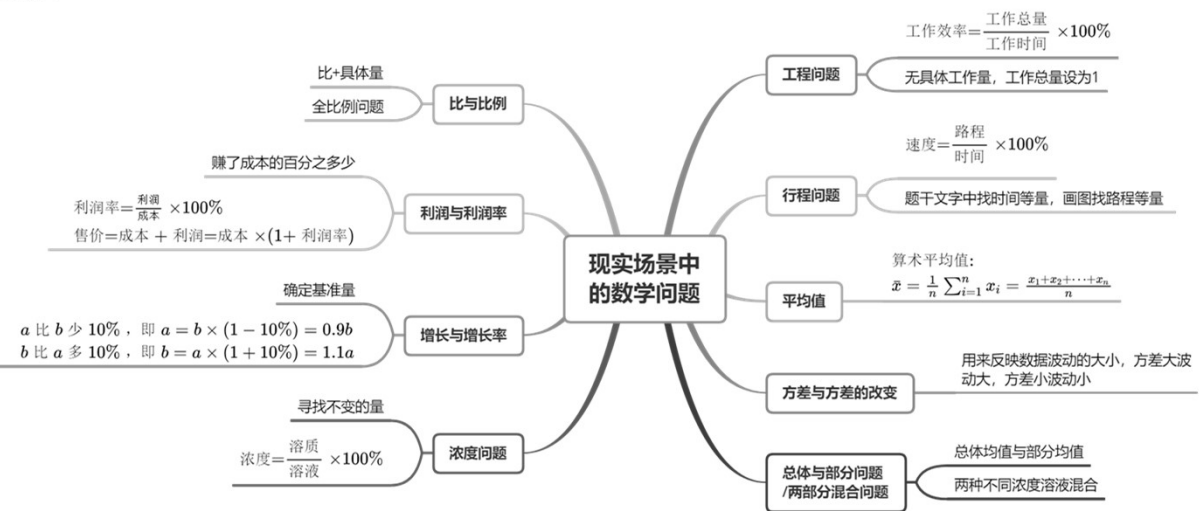 现实场景中
的数学问题
比与比例
比+具体量
全比例问题
利润与利润率
赚了成本的百分之多少
利润率=利润/成本 ×100%
售价=成本 + 利润=成本 ×(1+ 利润率)
增长与增长率
确定基准量
a 比 b 少 10% ，即 a = b × (1 − 10%) = 0.9b
b 比 a 多 10% ，即 b = a × (1 + 10%) = 1.1a
浓度问题
寻找不变的量
浓度=溶质/溶液 ×100%
工程问题
工作效率=工作总量/工作时间 ×100%
无具体工作量，工作总量设为1
行程问题
速度=路程/时间 ×100%
题干文字中找时间等量，画图找路程等量
平均值
算术平均值:
x̄ = 1/n ∑ⁿᵢ₌₁ xᵢ = (x₁+x₂+⋯+xₙ)/n
方差与方差的改变
用来反映数据波动的大小，方差大波
动大，方差小波动小
总体与部分问题
/两部分混合问题
总体均值与部分均值
两种不同浓度溶液混合